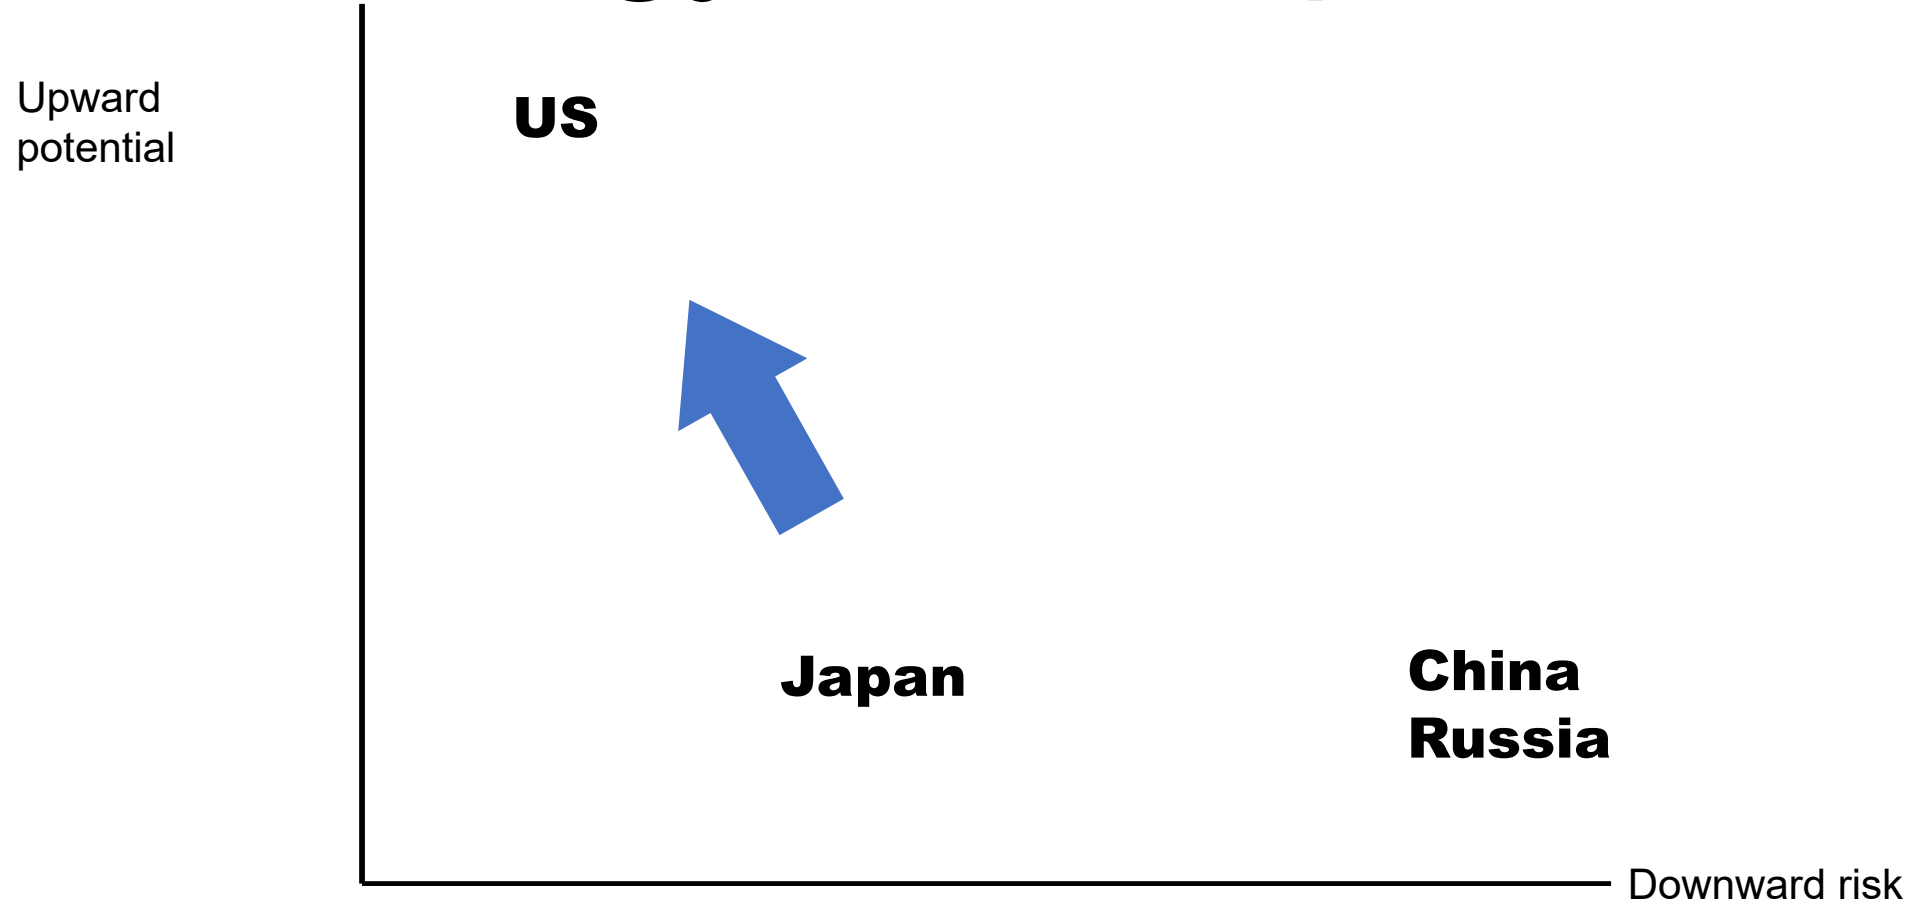 Upward
potential
US
Japan
China
Russia
Downward risk